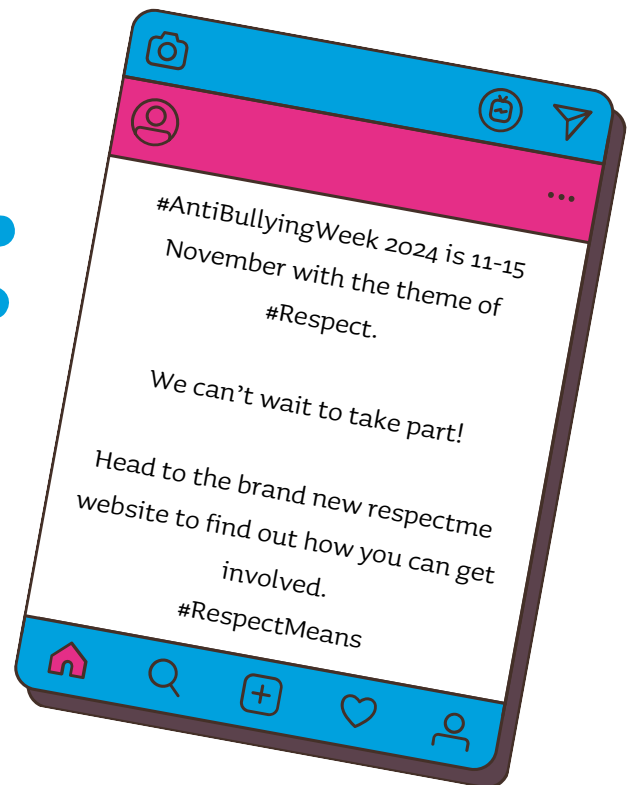 #AntiBullyingWeek 2024 is 11-15
November with the theme of
#Respect.
We can’t wait to take part!
Head to the brand new respectme
website to find out how you can get
involved.
#RespectMeans